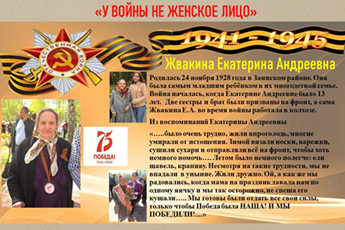 «У ВОЙНЫ НЕ ЖЕНСКОЕ ЛИЦО»
ОТЕЧЕСТВЕННАЯ ВОЙНА
1941 - 1945
Жвакина Екатерина Андреевна
Родилась 24 ноября 1928 года в Заинском районе. Она
была самым младшим ребёнком в их многодетной семье.
Война началась, когда Екатерине Андреевне было 13
лет. Две сестры и брат были призваны на фронт, а сама
Жвакина Е.А. во время войны работала в колхозе.
Из воспоминаний Екатерины Андреевны
«…..было очень трудно, жили впроголодь, многие
умирали от истощения. Зимой вязали носки, варежки,
сушили сухари и отправляли всё на фронт, чтобы хоть
немного помочь…. Летом было немного полегче: ели
щавель, крапину. Несмотря на такие трудности, мы не
впадали в уныние. Жили дружно. Ой, а как же мы
радовались, когда мама на праздник давала нам по
одному яичку и мы так осторожно, не спеша его
кушали….. Мы готовы были отдать все свои силы,
только чтобы Победа была НАША! И МЫ
ПОБЕДИЛИ!....»
75
ПОБЕДА!
1945-2020